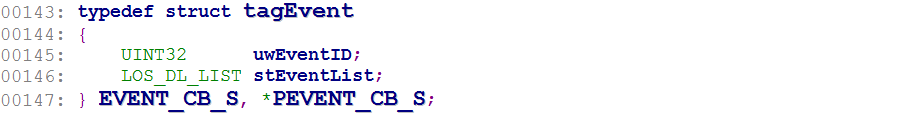 00143: typedef struct tagEvent
00144: {
00145:     UINT32      uwEventID;
00146:     LOS_DL_LIST stEventList;
00147: } EVENT_CB_S, *PEVENT_CB_S;